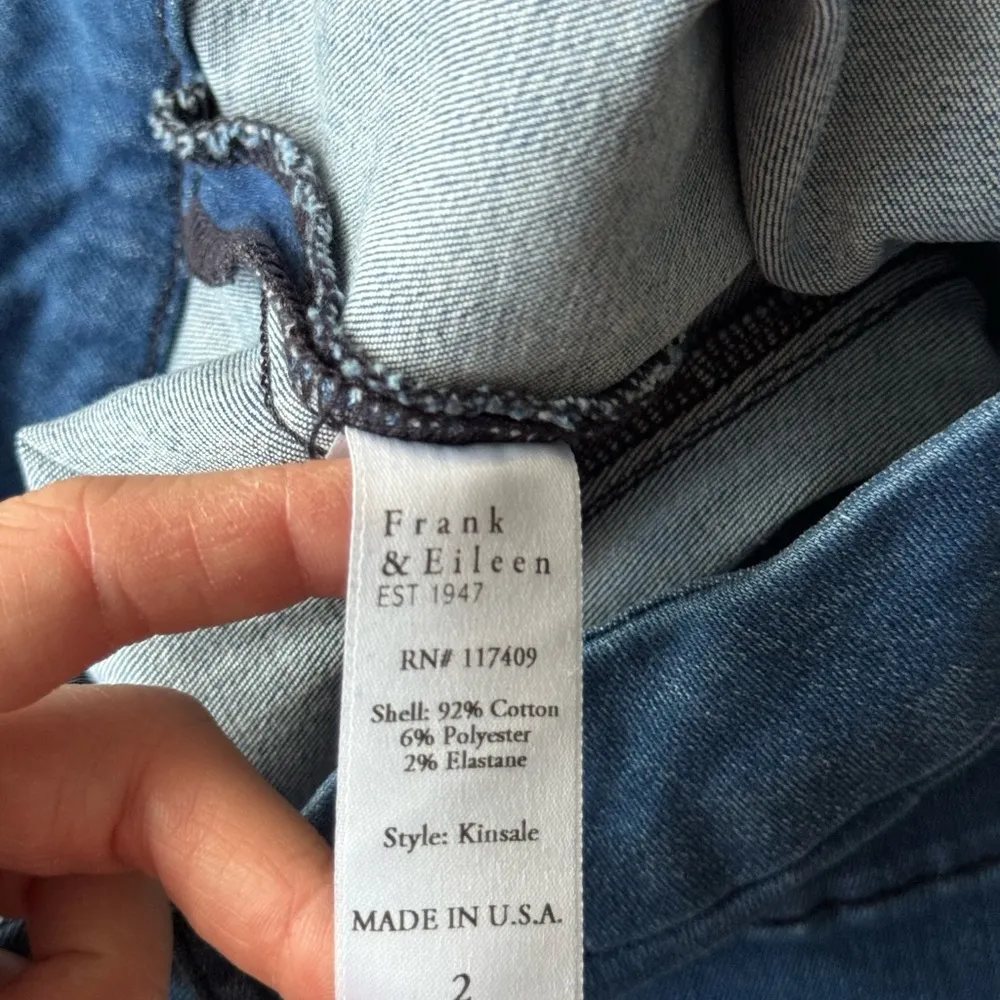 Frank
& Eileen
EST 1947
RN# 117409
Shell: 92% Cotton
6% Polyester
2% Elastane
Style: Kinsale
MADE IN U.S.A.
2